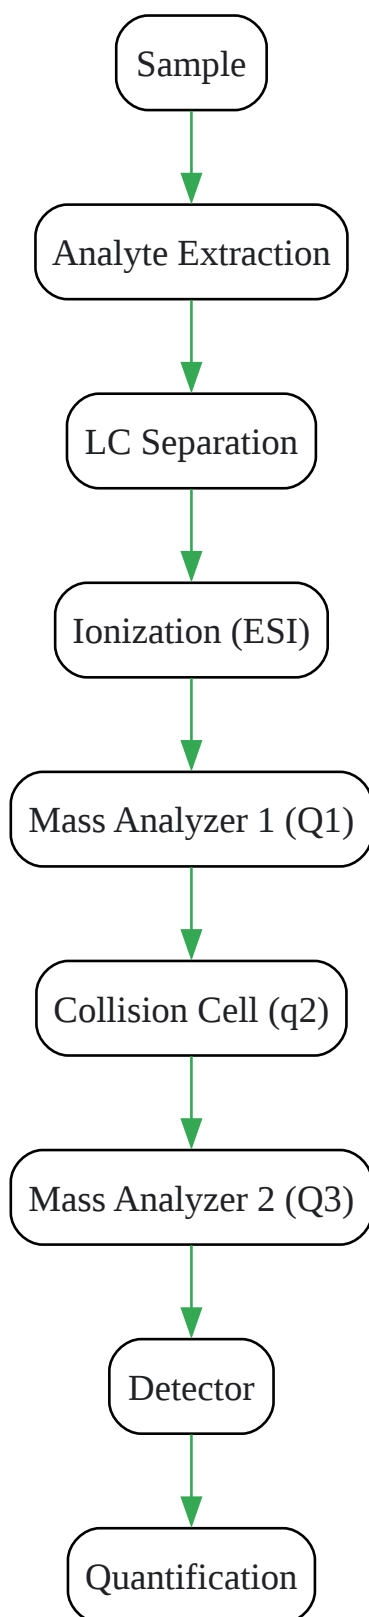 Sample
Analyte Extraction
LC Separation
Ionization (ESI)
Mass Analyzer 1 (Q1)
Collision Cell (q2)
Mass Analyzer 2 (Q3)
Detector
Quantification